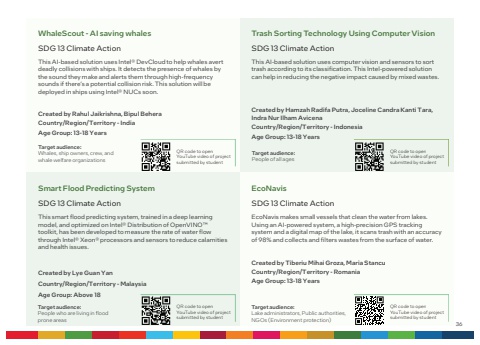 WhaleScout - AI saving whales
SDG 13 Climate Action
This AI-based solution uses Intel® DevCloud to help whales avert
deadly collisions with ships. It detects the presence of whales by
the sound they make and alerts them through high-frequency
sounds if there's a potential collision risk. This solution will be
deployed in ships using Intel® NUCs soon.
Created by Rahul Jaikrishna, Bipul Behera
Country/Region/Territory - India
Age Group: 13-18 Years
Target audience:
Whales, ship owners, crew, and
whale welfare organizations
QR code to open
YouTube video of project
submitted by student
Trash Sorting Technology Using Computer Vision
SDG 13 Climate Action
This AI-based solution uses computer vision and sensors to sort
trash according to its classification. This Intel-powered solution
can help in reducing the negative impact caused by mixed wastes.
Created by Hamzah Radifa Putra, Joceline Candra Kanti Tara,
Indra Nur Ilham Avicena
Country/Region/Territory - Indonesia
Age Group: 13-18 Years
Target audience:
People of all ages
QR code to open
YouTube video of project
submitted by student
Smart Flood Predicting System
SDG 13 Climate Action
This smart flood predicting system, trained in a deep learning
model, and optimized on Intel® Distribution of OpenVINO™
toolkit, has been developed to measure the rate of water flow
through Intel® Xeon® processors and sensors to reduce calamities
and health issues.
Created by Lye Guan Yan
Country/Region/Territory - Malaysia
Age Group: Above 18
Target audience:
People who are living in flood
prone areas
QR code to open
YouTube video of project
submitted by student
EcoNavis
SDG 13 Climate Action
EcoNavis makes small vessels that clean the water from lakes.
Using an AI-powered system, a high-precision GPS tracking
system and a digital map of the lake, it scans trash with an accuracy
of 98% and collects and filters wastes from the surface of water.
Created by Tiberiu Mihai Groza, Maria Stancu
Country/Region/Territory - Romania
Age Group: 13-18 Years
Target audience:
Lake administrators, Public authorities,
NGOs (Environment protection)
QR code to open
YouTube video of project
submitted by student
36